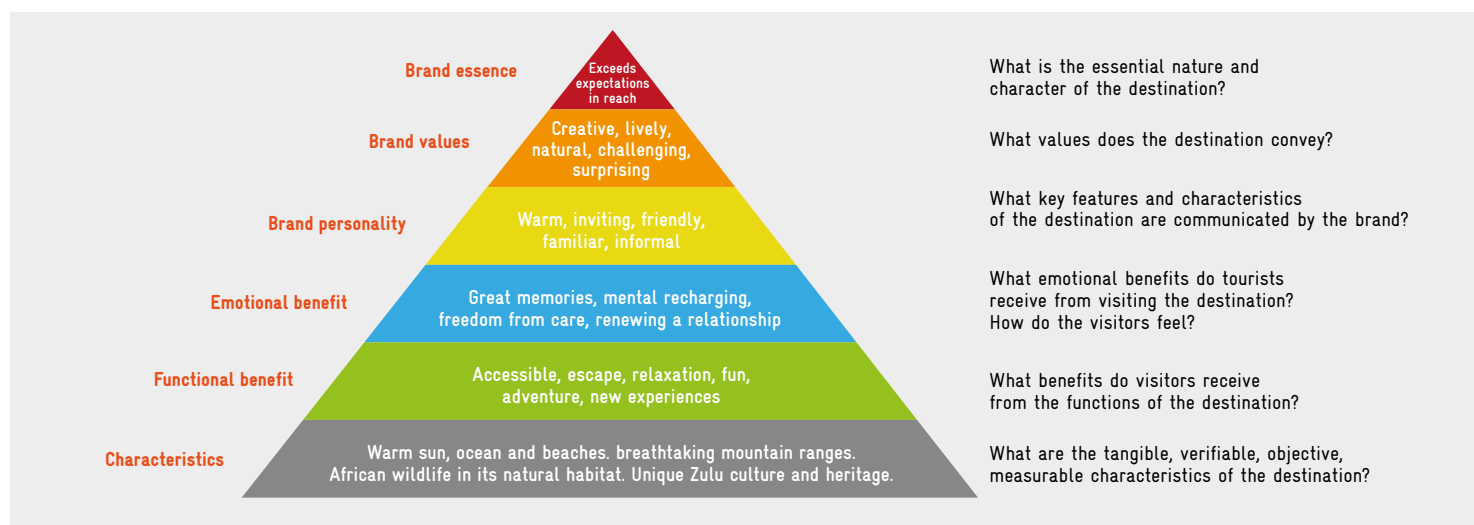 Brand essence
Exceeds
expectations
in reach
What is the essential nature and
character of the destination?
Brand values
Creative, lively,
natural, challenging,
surprising
What values does the destination convey?
Brand personality
Warm, inviting, friendly,
familiar, informal
What key features and characteristics
of the destination are communicated by the brand?
Emotional benefit
Great memories, mental recharging,
freedom from care, renewing a relationship
What emotional benefits do tourists
receive from visiting the destination?
How do the visitors feel?
Functional benefit
Accessible, escape, relaxation, fun,
adventure, new experiences
What benefits do visitors receive
from the functions of the destination?
Characteristics
Warm sun, ocean and beaches. breathtaking mountain ranges.
African wildlife in its natural habitat. Unique Zulu culture and heritage.
What are the tangible, verifiable, objective,
measurable characteristics of the destination?